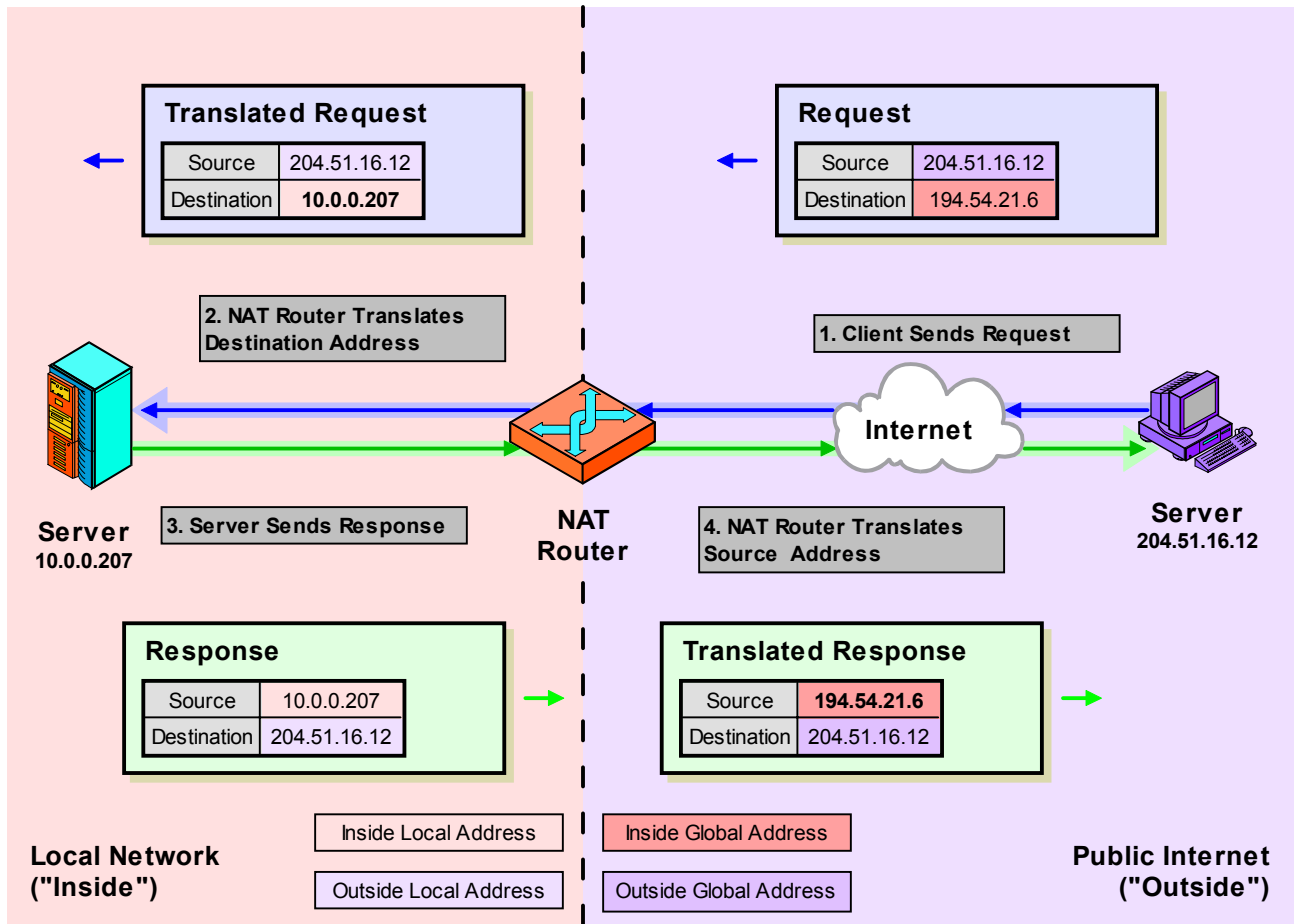 Translated Request
Source 204.51.16.12
Destination 10.0.0.207
Request
Source 204.51.16.12
Destination 194.54.21.6
2. NAT Router Translates
Destination Address
1. Client Sends Request
Internet
Server
10.0.0.207
3. Server Sends Response
NAT
Router
4. NAT Router Translates
Source Address
Server
204.51.16.12
Response
Source 10.0.0.207
Destination 204.51.16.12
Translated Response
Source 194.54.21.6
Destination 204.51.16.12
Local Network
("Inside")
Inside Local Address
Outside Local Address
Inside Global Address
Outside Global Address
Public Internet
("Outside")